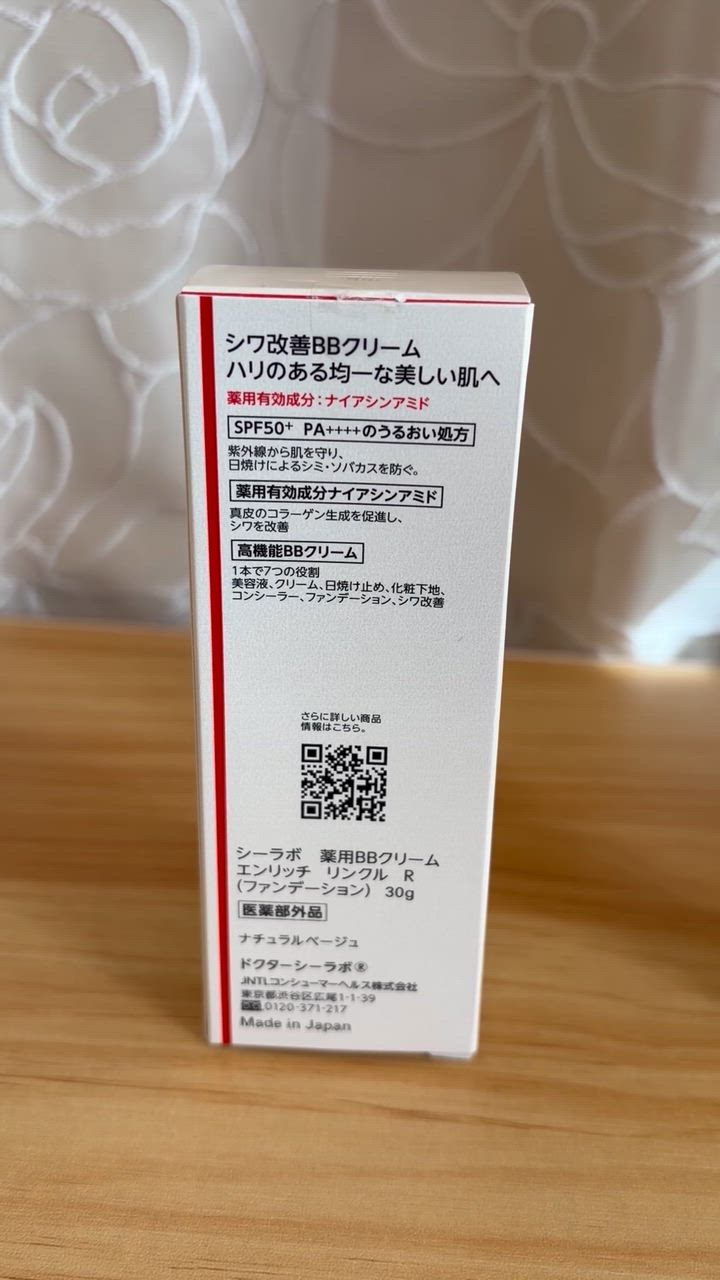 シワ改善BBクリーム
ハリのある均一な美しい肌へ
薬用有効成分：ナイアシンアミド
SPF50+ PA++++のうるおい処方
紫外線から肌を守り、
日焼けによるシミ・ソバカスを防ぐ。
薬用有効成分ナイアシンアミド
真皮のコラーゲン生成を促進し、
シワを改善
高機能BBクリーム
1本で7つの役割
美容液、クリーム、日焼け止め、化粧下地、
コンシーラー、ファンデーション、シワ改善
さらに詳しい商品
情報はこちら。
シーラボ 薬用BBクリーム
エンリッチ リンクル R
（ファンデーション） 30g
医薬部外品
ナチュラルベージュ
ドクターシーラボ®
JNTLコンシューマーヘルス株式会社
東京都渋谷区広尾1-1-39
0120-371-217
Made in Japan